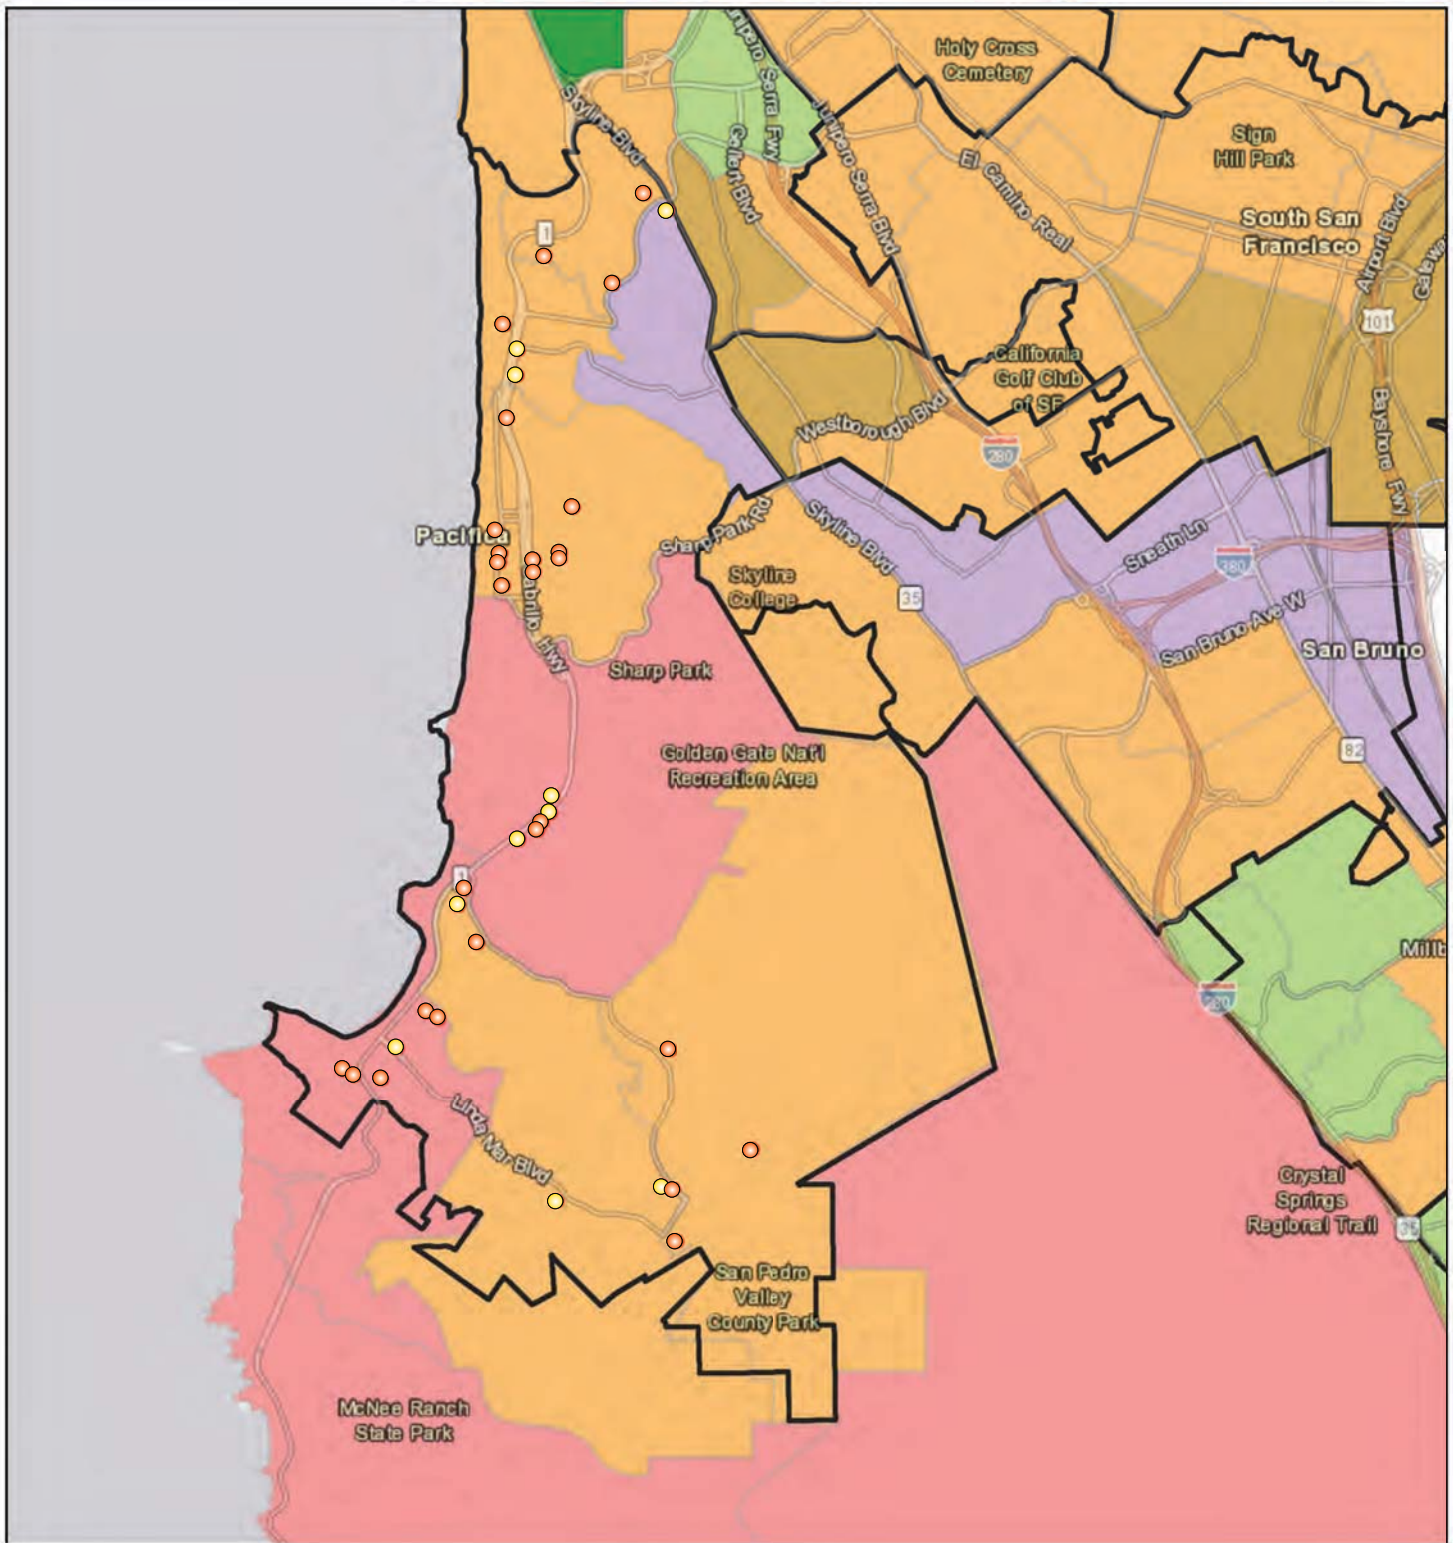 Holy Cross
Cemetery
Junipero Serra Fwy
Skyline Blvd
Gellert Blvd
Junipero Serra Blvd
El Camino Real
Sign
Hill Park
South San
Francisco
Airport Blvd
Gatew
1
101
California
Golf Club
of SF
Westborough Blvd
280
Bayshore Fwy
Pacifica
Sharp Park Rd
Skyline Blvd
Sneath Ln
380
Skyline
College
35
Cabrillo Hwy
San Bruno Ave W
San Bruno
Sharp Park
82
Golden Gate Nat'l
Recreation Area
1
Millb
280
Linda Mar Blvd
Crystal
Springs
Regional Trail
35
San Pedro
Valley
County Park
McNee Ranch
State Park